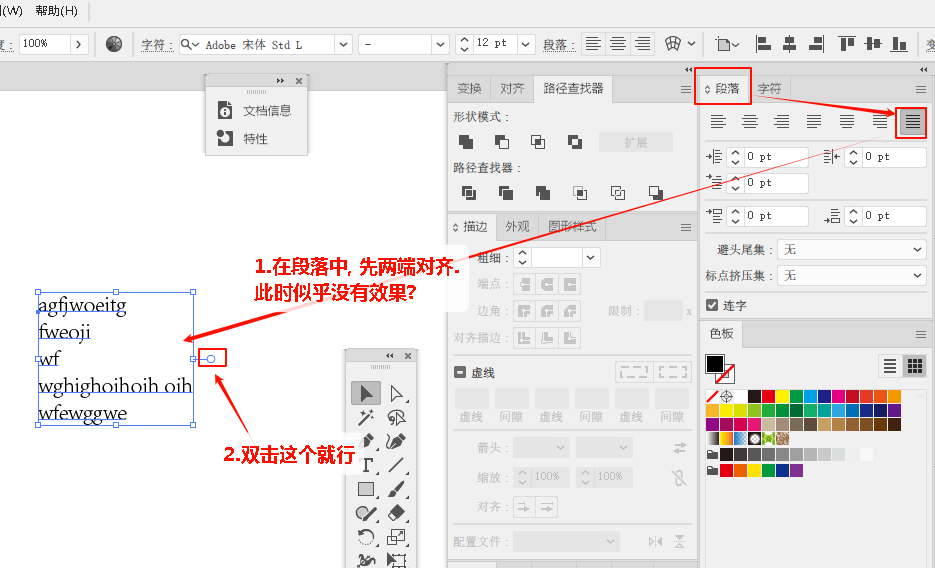 (W) 帮助(H)
度: 100% 字符: Adobe 宋体 Std L - 12 pt 段落:
文档信息
特性
变换 对齐 路径查找器
形状模式:
扩展
路径查找器:
描边 外观 图形样式
粗细:
端点:
边角: 限制: x
对齐描边:
虚线
虚线 间隙 虚线 间隙 虚线 间隙
箭头:
缩放: 100% 100%
对齐:
配置文件:
段落 字符
0 pt 0 pt
0 pt
0 pt 0 pt
避头尾集: 无
标点挤压集: 无
连字
色板
1.在段落中, 先两端对齐.
此时似乎没有效果?
agfjwoeitg
fweoji
wf
wghighoihoih oih
wfewggwe
2.双击这个就行
T